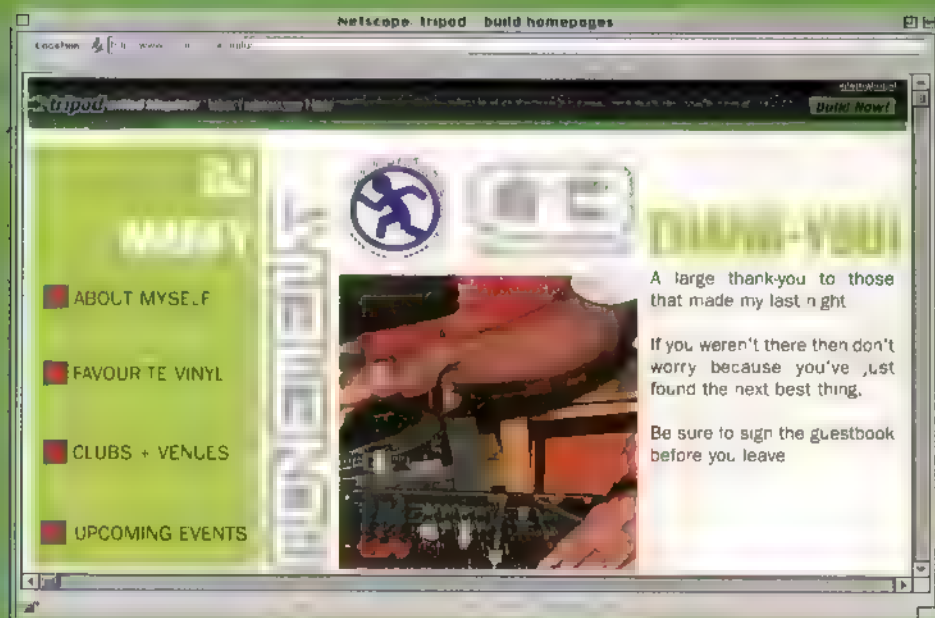 Netscape: tripod build homepages
Location
tripod.
Build Now!
DJ
MARKY
THANK-YOU!
ABOUT MYSELF
FAVOURITE VINYL
CLUBS + VENUES
UPCOMING EVENTS
A large thank-you to those
that made my last night
If you weren't there then don't
worry because you've just
found the next best thing.
Be sure to sign the guestbook
before you leave